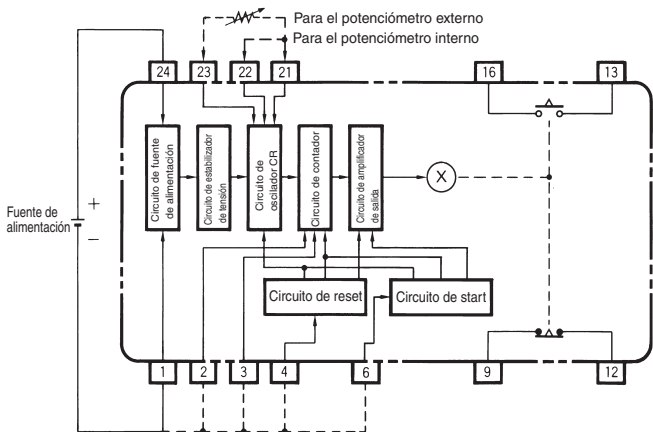 Para el potenciómetro externo
Para el potenciómetro interno
24
23
22
21
16
13
Circuito de fuente
de alimentación
Circuito de estabilizador
de tensión
Circuito de
oscilador CR
Circuito de contador
Circuito de amplificador
de salida
X
+
Fuente de
alimentación
−
Circuito de reset
Circuito de start
1
2
3
4
6
9
12